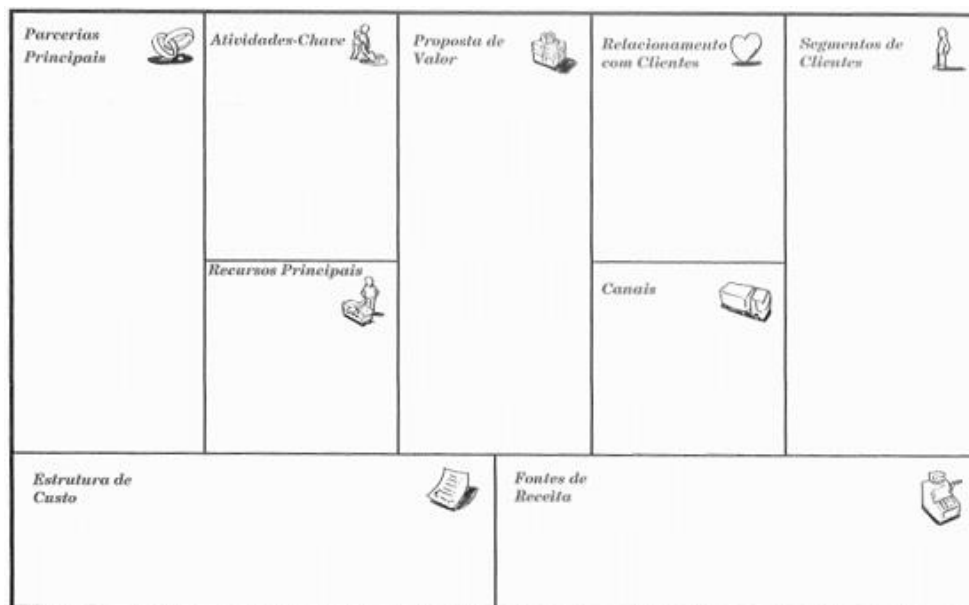 Parcerias
Principais
Atividades-Chave
Recursos Principais
Proposta de
Valor
Relacionamento
com Clientes
Canais
Segmentos de
Clientes
Estrutura de
Custo
Fontes de
Receita